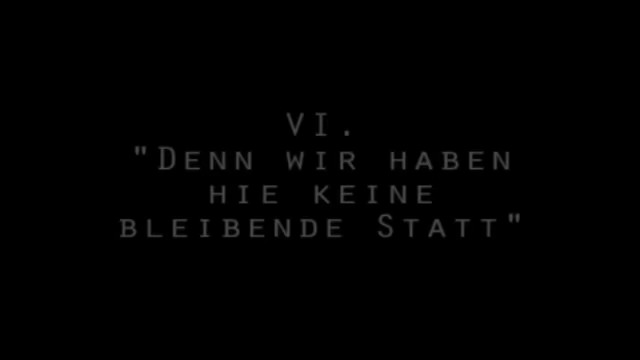 VI.
"Denn wir haben
hie keine
bleibende Statt"